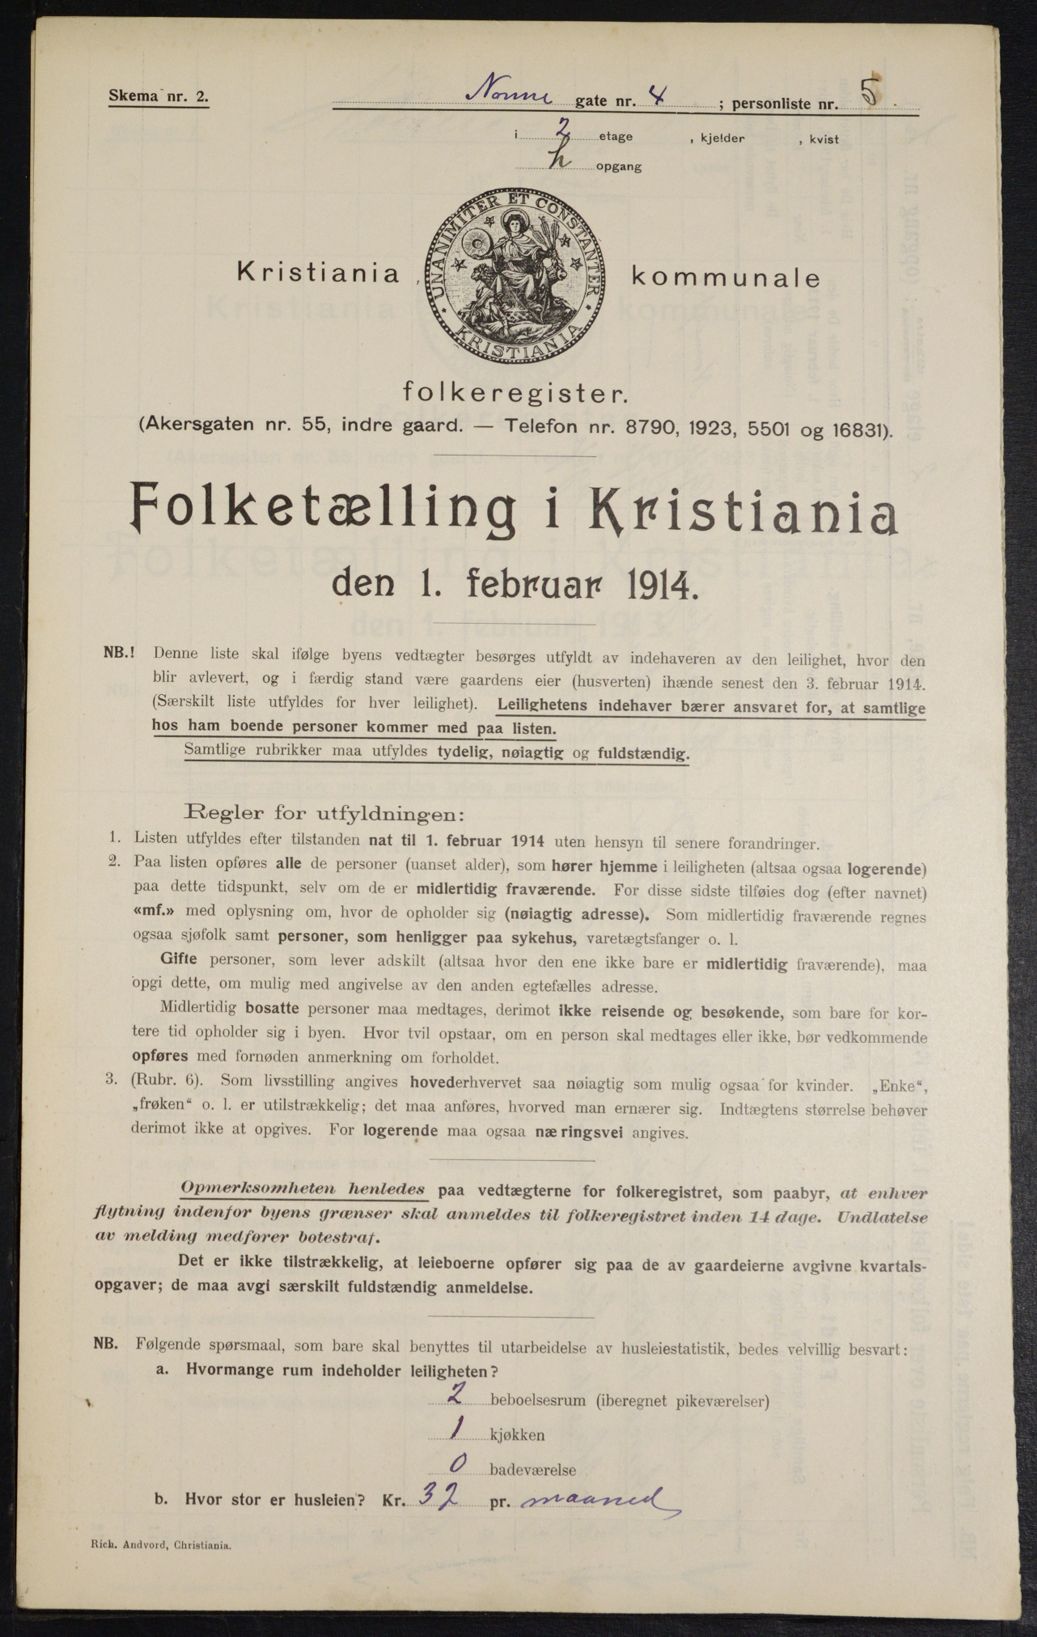 Skema nr. 2.
Nonne gate nr. 4 ; personliste nr. 5
i 2 etage , kjelder , kvist
h opgang
UNANIMITER ET CONSTANTER
KRISTIANIA
Kristiania kommunale
folkeregister.
(Akersgaten nr. 55, indre gaard. — Telefon nr. 8790, 1923, 5501 og 16831).
Folketælling i Kristiania
den 1. februar 1914.
NB.! Denne liste skal ifølge byens vedtægter besørges utfyldt av indehaveren av den leilighet, hvor den
blir avlevert, og i færdig stand være gaardens eier (husverten) ihænde senest den 3. februar 1914.
(Særskilt liste utfyldes for hver leilighet). Leilighetens indehaver bærer ansvaret for, at samtlige
hos ham boende personer kommer med paa listen.
Samtlige rubrikker maa utfyldes tydelig, nøiagtig og fuldstændig.
Regler for utfyldningen:
1. Listen utfyldes efter tilstanden nat til 1. februar 1914 uten hensyn til senere forandringer.
2. Paa listen opføres alle de personer (uanset alder), som hører hjemme i leiligheten (altsaa ogsaa logerende)
paa dette tidspunkt, selv om de er midlertidig fraværende. For disse sidste tilføies dog (efter navnet)
«mf.» med oplysning om, hvor de opholder sig (nøiagtig adresse). Som midlertidig fraværende regnes
ogsaa sjøfolk samt personer, som henligger paa sykehus, varetægtsfanger o. l.
Gifte personer, som lever adskilt (altsaa hvor den ene ikke bare er midlertidig fraværende), maa
opgi dette, om mulig med angivelse av den anden egtefælles adresse.
Midlertidig bosatte personer maa medtages, derimot ikke reisende og besøkende, som bare for kor-
tere tid opholder sig i byen. Hvor tvil opstaar, om en person skal medtages eller ikke, bør vedkommende
opføres med fornøden anmerkning om forholdet.
3. (Rubr. 6). Som livsstilling angives hovederhvervet saa nøiagtig som mulig ogsaa for kvinder. „Enke“,
„frøken“ o. l. er utilstrækkelig; det maa anføres, hvorved man ernærer sig. Indtægtens størrelse behøver
derimot ikke at opgives. For logerende maa ogsaa næringsvei angives.
Opmerksomheten henledes paa vedtægterne for folkeregistret, som paabyr, at enhver
flytning indenfor byens grænser skal anmeldes til folkeregistret inden 14 dage. Undlatelse
av melding medfører botestraf.
Det er ikke tilstrækkelig, at leieboerne opfører sig paa de av gaardeierne avgivne kvartals-
opgaver; de maa avgi særskilt fuldstændig anmeldelse.
NB. Følgende spørsmaal, som bare skal benyttes til utarbeidelse av husleiestatistik, bedes velvillig besvart:
a. Hvormange rum indeholder leiligheten?
2 beboelsesrum (iberegnet pikeværelser)
1 kjøkken
0 badeværelse
b. Hvor stor er husleien? Kr. 32 pr. maaned
Rich. Andvord, Christiania.